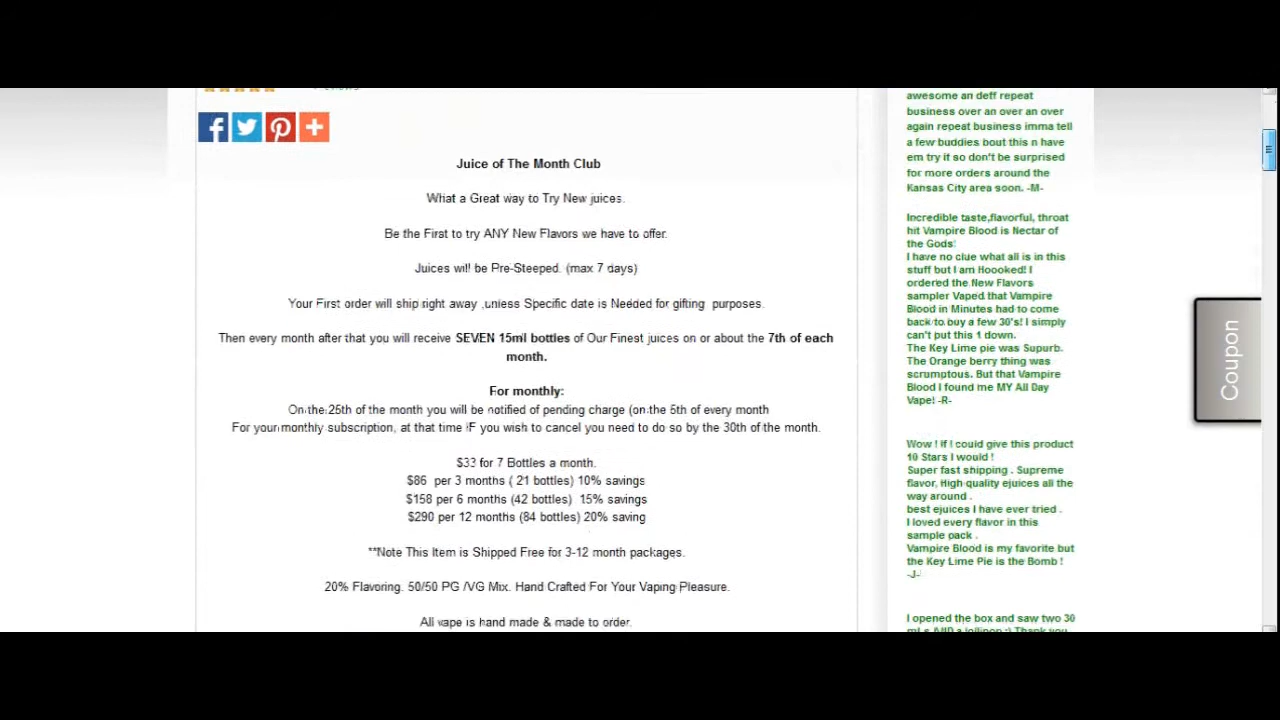 Juice of The Month Club
What a Great way to Try New juices.
Be the First to try ANY New Flavors we have to offer.
Juices will be Pre-Steeped. (max 7 days)
Your First order will ship right away ,unless Specific date is Needed for gifting purposes.
Then every month after that you will receive SEVEN 15ml bottles of Our Finest juices on or about the 7th of each
month.
For monthly:
On the 25th of the month you will be notified of pending charge (on the 5th of every month
For your monthly subscription, at that time IF you wish to cancel you need to do so by the 30th of the month.
$33 for 7 Bottles a month.
$86 per 3 months ( 21 bottles) 10% savings
$158 per 6 months (42 bottles) 15% savings
$290 per 12 months (84 bottles) 20% saving
**Note This Item is Shipped Free for 3-12 month packages.
20% Flavoring. 50/50 PG /VG Mix. Hand Crafted For Your Vaping Pleasure.
All vape is hand made & made to order.
awesome an deff repeat
business over an over an over
again repeat business imma tell
a few buddies bout this n have
em try it so don't be surprised
for more orders around the
Kansas City area soon. -M-
Incredible taste,flavorful, throat
hit Vampire Blood is Nectar of
the Gods!
I have no clue what all is in this
stuff but I am Hoooked! I
ordered the New Flavors
sampler Vaped that Vampire
Blood in Minutes had to come
back to buy a few 30's! I simply
can't put this 1 down.
The Key Lime pie was Supurb.
The Orange berry thing was
scrumptous. But that Vampire
Blood I found me MY All Day
Vape! -R-
Wow ! If I could give this product
10 Stars I would !
Super fast shipping . Supreme
flavor, High quality ejuices all the
way around .
best ejuices I have ever tried .
I loved every flavor in this
sample pack .
Vampire Blood is my favorite but
the Key Lime Pie is the Bomb !
-J-
I opened the box and saw two 30
mLs AND a lollipop :) Thank you
Coupon